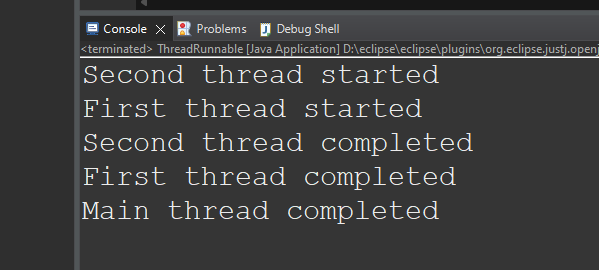 Console Problems Debug Shell
<terminated> ThreadRunnable [Java Application] D:\eclipse\eclipse\plugins\org.eclipse.justj.openj
Second thread started
First thread started
Second thread completed
First thread completed
Main thread completed